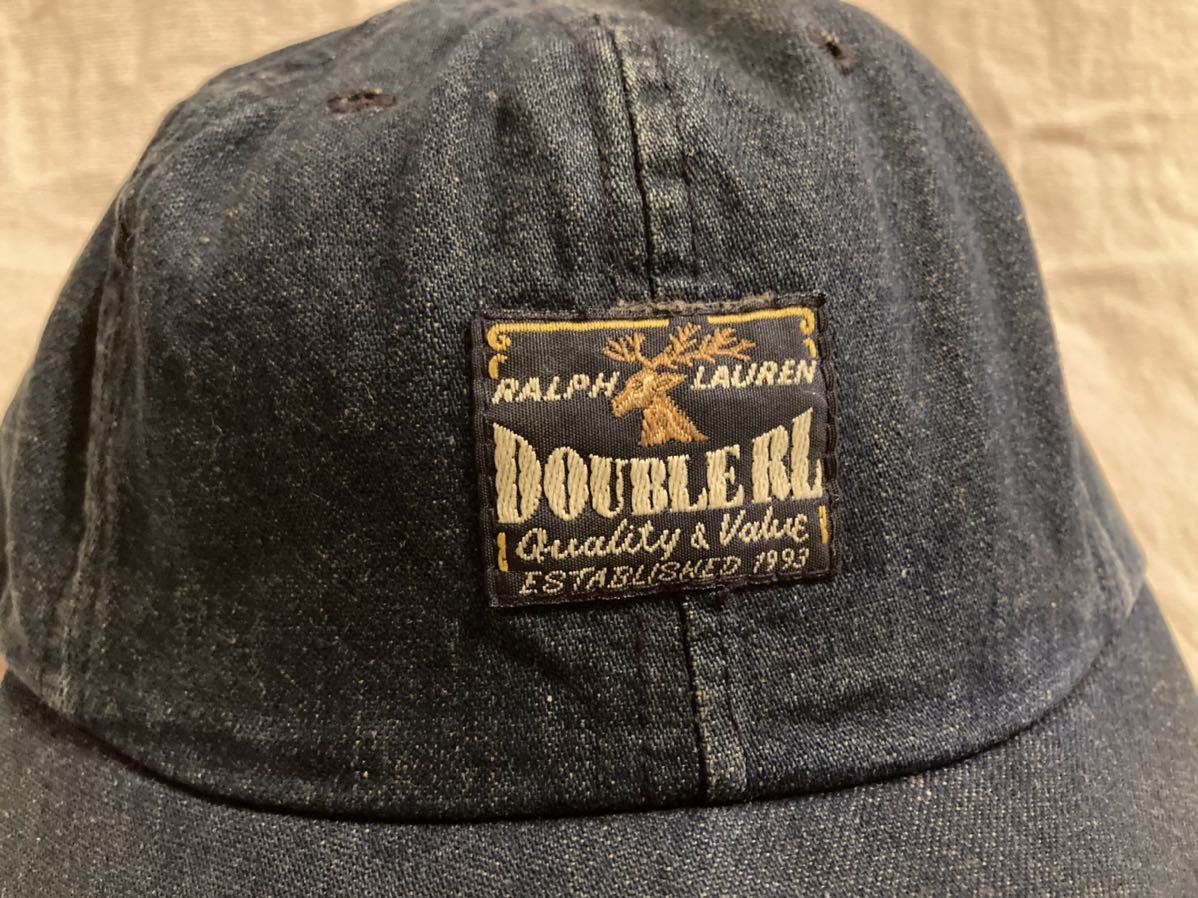 RALPH LAUREN
DOUBLE RL
Quality & Value
ESTABLISHED 1993